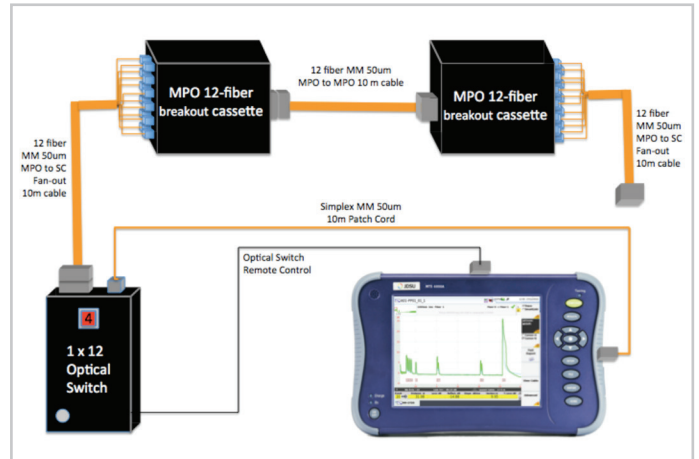 MPO 12-fiber
breakout cassette
12 fiber MM 50um
MPO to MPO 10 m cable
MPO 12-fiber
breakout cassette
12 fiber
MM 50um
MPO to SC
Fan-out
10m cable
12 fiber
MM 50um
MPO to SC
Fan-out
10m cable
Simplex MM 50um
10m Patch Cord
Optical Switch
Remote Control
4
1 x 12
Optical
Switch
JDSU